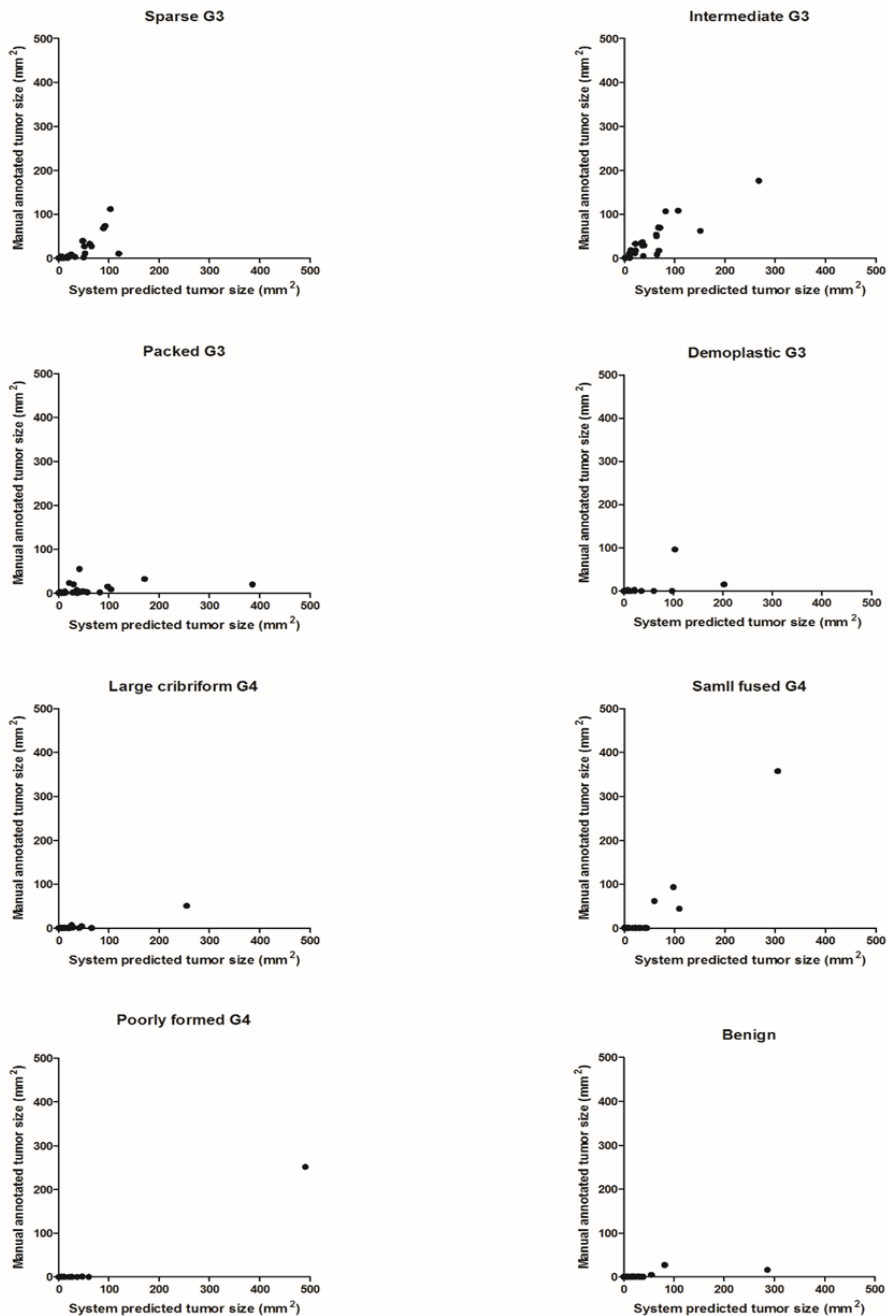 Sparse G3
Manual annotated tumor size (mm²)
500
400
300
200
100
0
0 100 200 300 400 500
System predicted tumor size (mm²)
Intermediate G3
Manual annotated tumor size (mm²)
500
400
300
200
100
0
0 100 200 300 400 500
System predicted tumor size (mm²)
Packed G3
Manual annotated tumor size (mm²)
500
400
300
200
100
0
0 100 200 300 400 500
System predicted tumor size (mm²)
Demoplastic G3
Manual annotated tumor size (mm²)
500
400
300
200
100
0
0 100 200 300 400 500
System predicted tumor size (mm²)
Large cribriform G4
Manual annotated tumor size (mm²)
500
400
300
200
100
0
0 100 200 300 400 500
System predicted tumor size (mm²)
Samll fused G4
Manual annotated tumor size (mm²)
500
400
300
200
100
0
0 100 200 300 400 500
System predicted tumor size (mm²)
Poorly formed G4
Manual annotated tumor size (mm²)
500
400
300
200
100
0
0 100 200 300 400 500
System predicted tumor size (mm²)
Benign
Manual annotated tumor size (mm²)
500
400
300
200
100
0
0 100 200 300 400 500
System predicted tumor size (mm²)